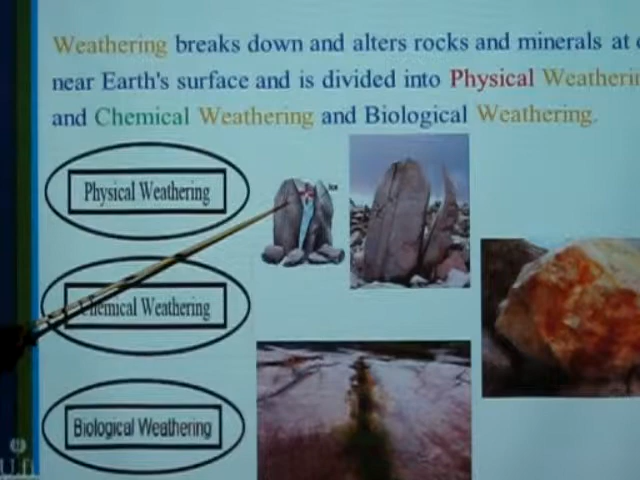 Weathering breaks down and alters rocks and minerals at
near Earth's surface and is divided into Physical
and Chemical Weathering and Biological Weathering.
Physical Weathering
Chemical Weathering
Biological Weathering